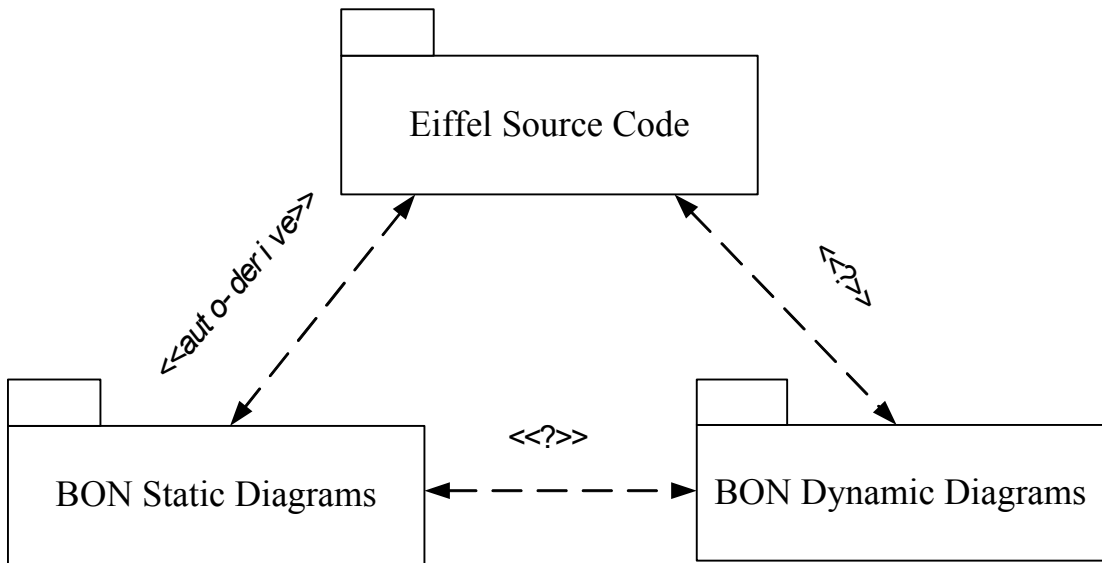 Eiffel Source Code
<<auto-derive>>
<<?>>
<<?>>
BON Static Diagrams
BON Dynamic Diagrams